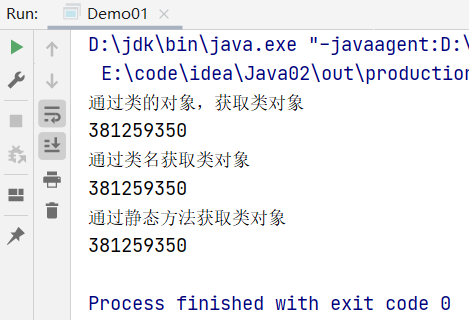 Run: Demo01
D:\jdk\bin\java.exe "-javaagent:D:\
E:\code\idea\Java02\out\production
通过类的对象，获取类对象
381259350
通过类名获取类对象
381259350
通过静态方法获取类对象
381259350
Process finished with exit code 0